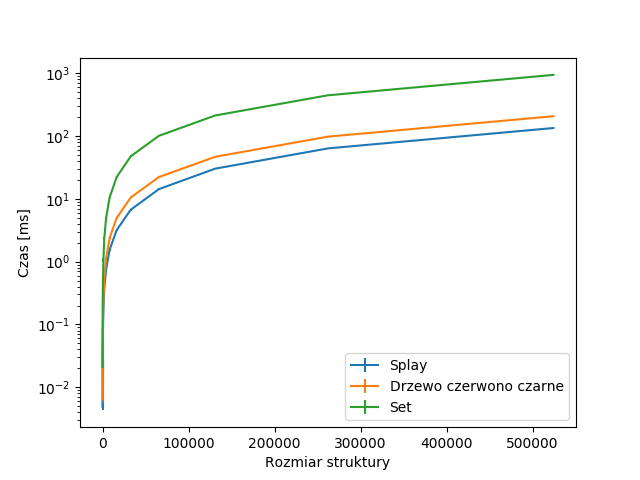 10³
10²
10¹
10⁰
10⁻¹
10⁻²
Czas [ms]
Splay
Drzewo czerwono czarne
Set
0 100000 200000 300000 400000 500000
Rozmiar struktury